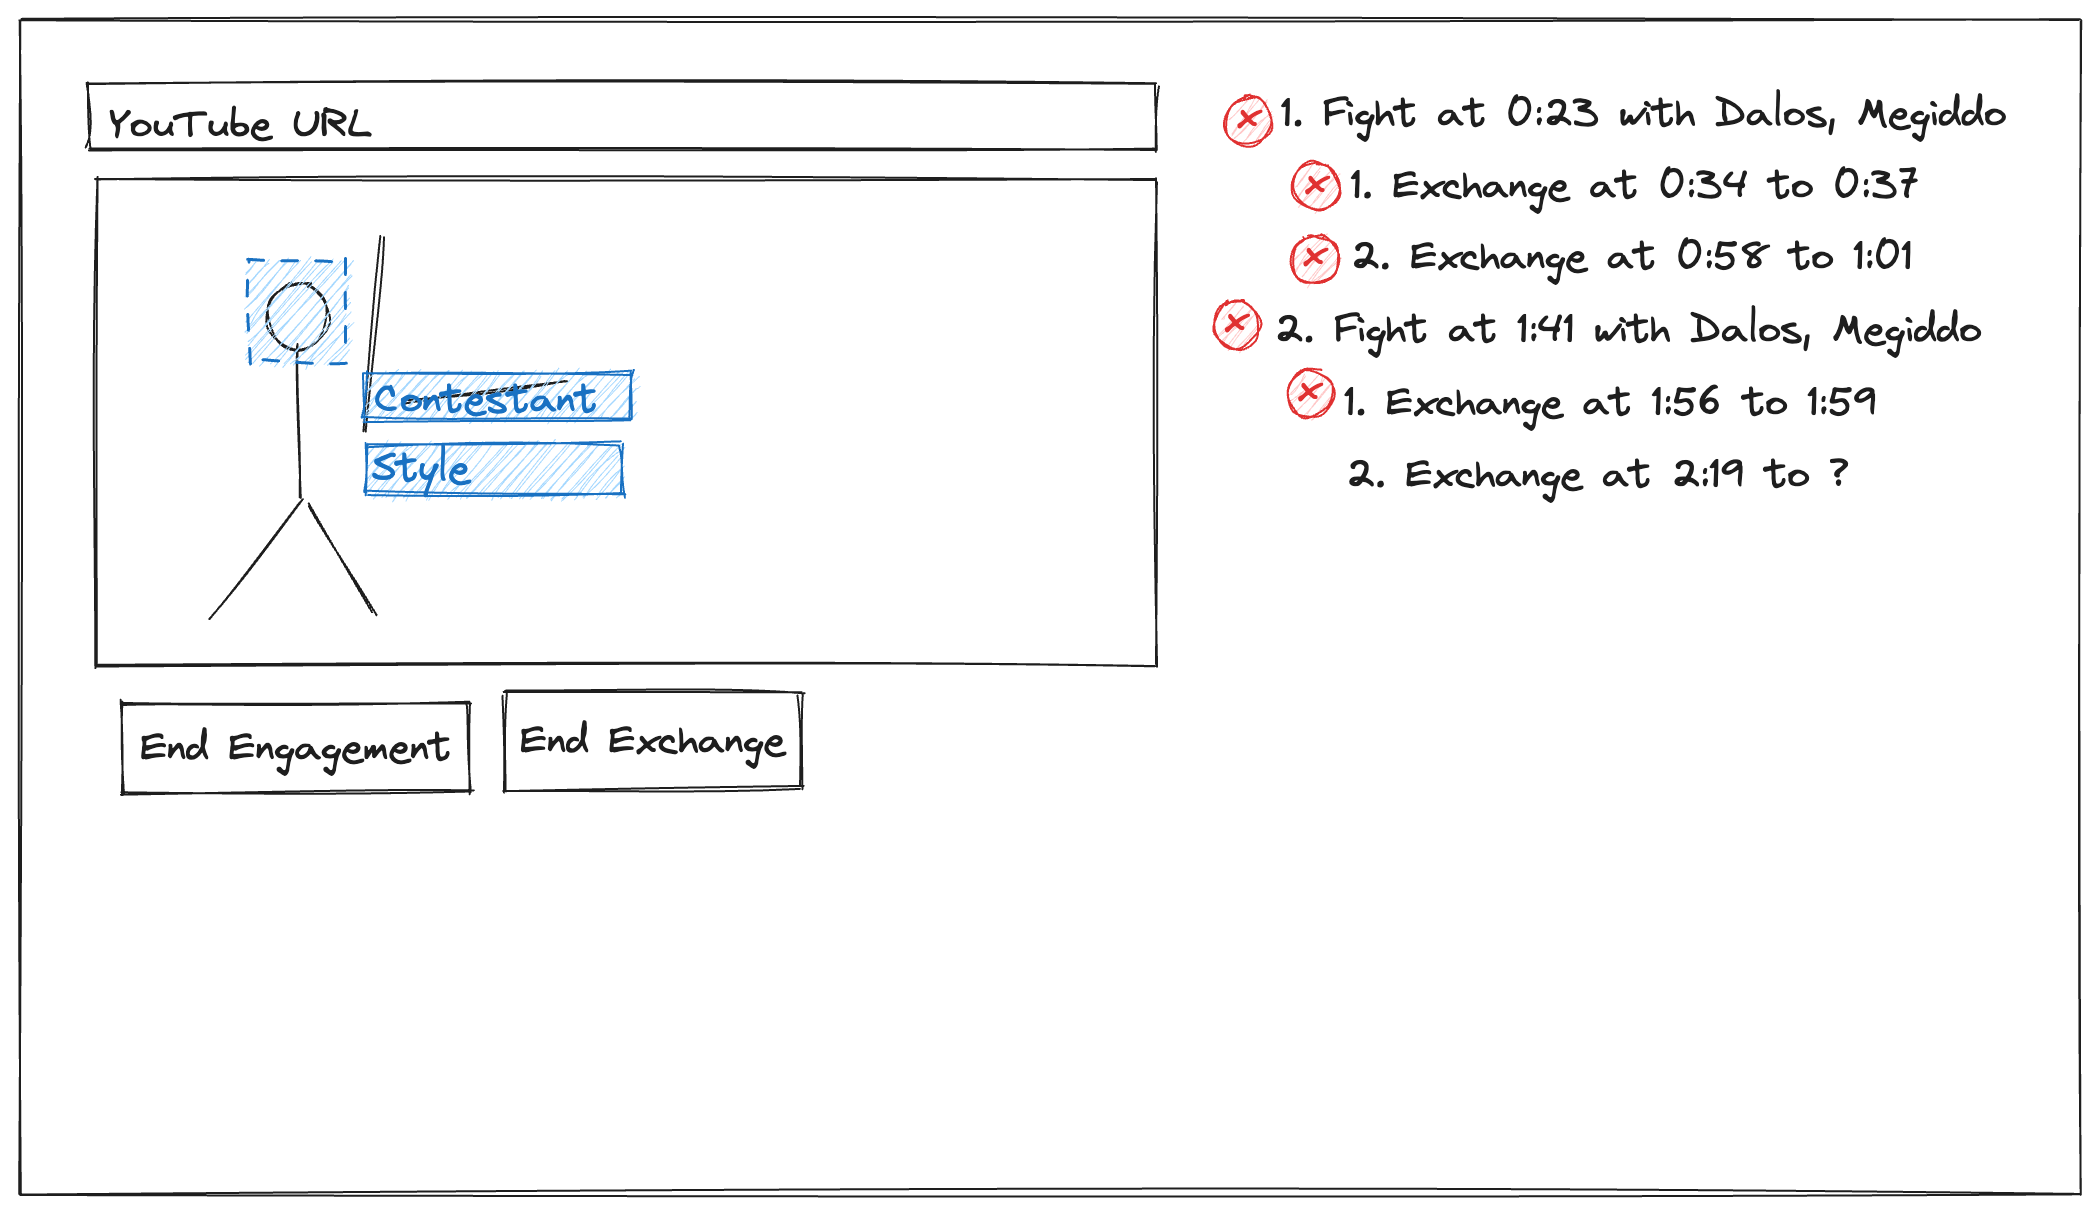 YouTube URL
Contestant
Style
End Engagement
End Exchange
1. Fight at 0:23 with Dalos, Megiddo
1. Exchange at 0:34 to 0:37
2. Exchange at 0:58 to 1:01
2. Fight at 1:41 with Dalos, Megiddo
1. Exchange at 1:56 to 1:59
2. Exchange at 2:19 to ?